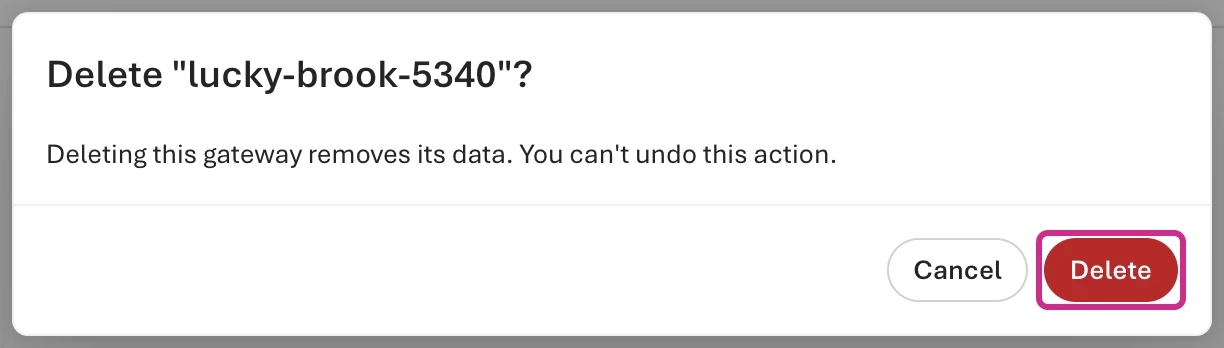 Delete "lucky-brook-5340"?
Deleting this gateway removes its data. You can't undo this action.
Cancel Delete